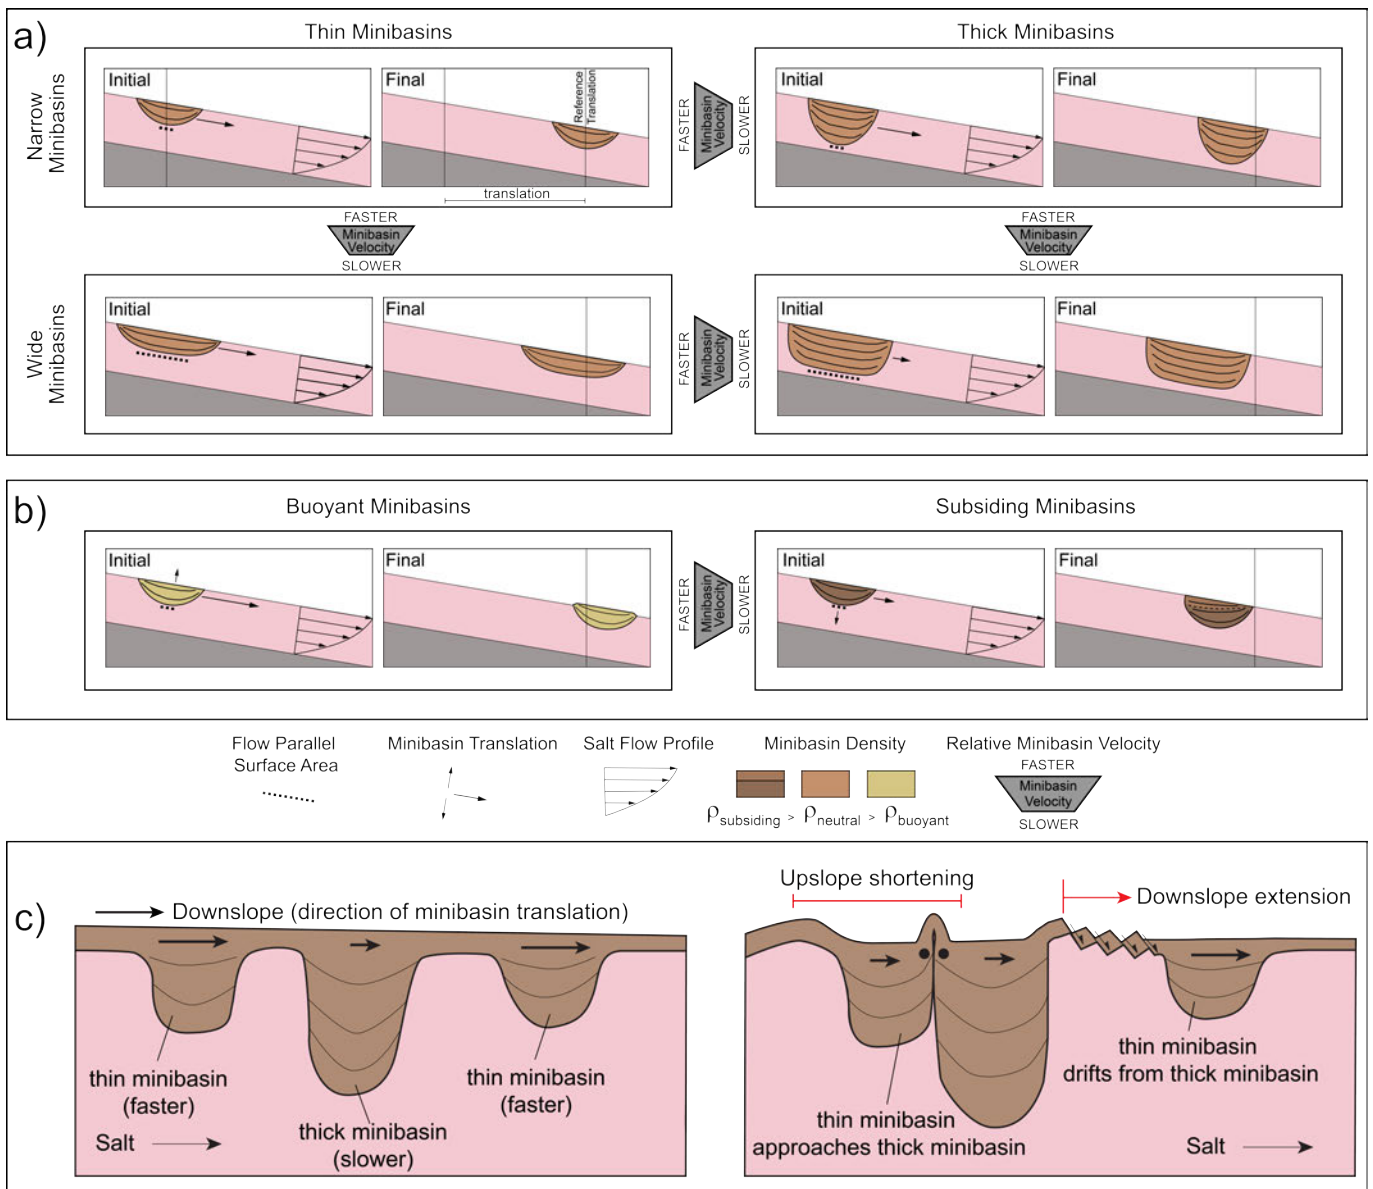 a)
Thin Minibasins
Thick Minibasins
Narrow
Minibasins
Initial
Final
Reference
Translation
translation
FASTER
Minibasin
Velocity
SLOWER
Initial
Final
FASTER
Minibasin
Velocity
SLOWER
FASTER
Minibasin
Velocity
SLOWER
Wide
Minibasins
Initial
Final
FASTER
Minibasin
Velocity
SLOWER
Initial
Final
b)
Buoyant Minibasins
Subsiding Minibasins
Initial
Final
FASTER
Minibasin
Velocity
SLOWER
Initial
Final
Flow Parallel
Surface Area
Minibasin Translation
Salt Flow Profile
Minibasin Density
ρsubsiding > ρneutral > ρbuoyant
Relative Minibasin Velocity
FASTER
Minibasin
Velocity
SLOWER
c)
Downslope (direction of minibasin translation)
thin minibasin
(faster)
thick minibasin
(slower)
thin minibasin
(faster)
Salt
Upslope shortening
Downslope extension
thin minibasin
approaches thick minibasin
thin minibasin
drifts from thick minibasin
Salt